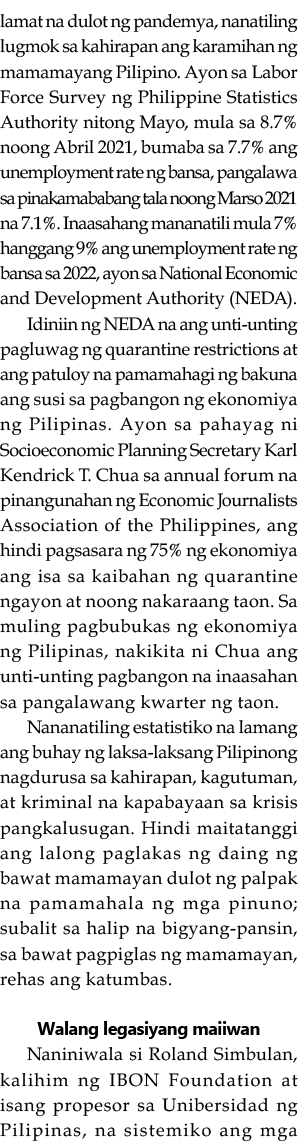 lamat na dulot ng pandemya, nanatiling
lugmok sa kahirapan ang karamihan ng
mamamayang Pilipino. Ayon sa Labor
Force Survey ng Philippine Statistics
Authority nitong Mayo, mula sa 8.7%
noong Abril 2021, bumaba sa 7.7% ang
unemployment rate ng bansa, pangalawa
sa pinakamababang tala noong Marso 2021
na 7.1%. Inaasahang mananatili mula 7%
hanggang 9% ang unemployment rate ng
bansa sa 2022, ayon sa National Economic
and Development Authority (NEDA).
Idiniin ng NEDA na ang unti-unting
pagluwag ng quarantine restrictions at
ang patuloy na pamamahagi ng bakuna
ang susi sa pagbangon ng ekonomiya
ng Pilipinas. Ayon sa pahayag ni
Socioeconomic Planning Secretary Karl
Kendrick T. Chua sa annual forum na
pinangunahan ng Economic Journalists
Association of the Philippines, ang
hindi pagsasara ng 75% ng ekonomiya
ang isa sa kaibahan ng quarantine
ngayon at noong nakaraang taon. Sa
muling pagbubukas ng ekonomiya
ng Pilipinas, nakikita ni Chua ang
unti-unting pagbangon na inaasahan
sa pangalawang kwarter ng taon.
Nananatiling estatistiko na lamang
ang buhay ng laksa-laksang Pilipinong
nagdurusa sa kahirapan, kagutuman,
at kriminal na kapabayaan sa krisis
pangkalusugan. Hindi maitatanggi
ang lalong paglakas ng daing ng
bawat mamamayan dulot ng palpak
na pamamahala ng mga pinuno;
subalit sa halip na bigyang-pansin,
sa bawat pagpiglas ng mamamayan,
rehas ang katumbas.
Walang legasiyang maiiwan
Naniniwala si Roland Simbulan,
kalihim ng IBON Foundation at
isang propesor sa Unibersidad ng
Pilipinas, na sistemiko ang mga